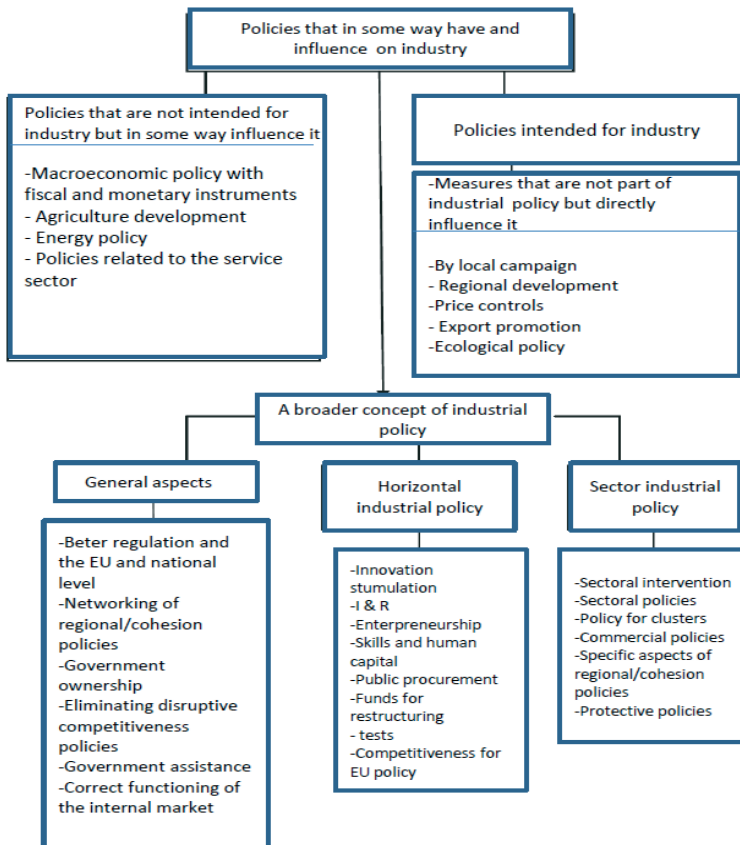 Policies that in some way have and
influence on industry
Policies that are not intended for
industry but in some way influence it
-Macroeconomic policy with
fiscal and monetary instruments
- Agriculture development
- Energy policy
- Policies related to the service
sector
Policies intended for industry
-Measures that are not part of
industrial policy but directly
influence it
-By local campaign
- Regional development
-Price controls
- Export promotion
-Ecological policy
A broader concept of industrial
policy
General aspects
-Beter regulation and
the EU and national
level
-Networking of
regional/cohesion
policies
-Government
ownership
-Eliminating disruptive
competitiveness
policies
-Government assistance
-Correct functioning of
the internal market
Horizontal
industrial policy
-Innovation
stumulation
-I & R
-Enterpreneurship
-Skills and human
capital
-Public procurement
-Funds for
restructuring
- tests
-Competitiveness for
EU policy
Sector industrial
policy
-Sectoral intervention
-Sectoral policies
-Policy for clusters
-Commercial policies
-Specific aspects of
regional/cohesion
policies
-Protective policies